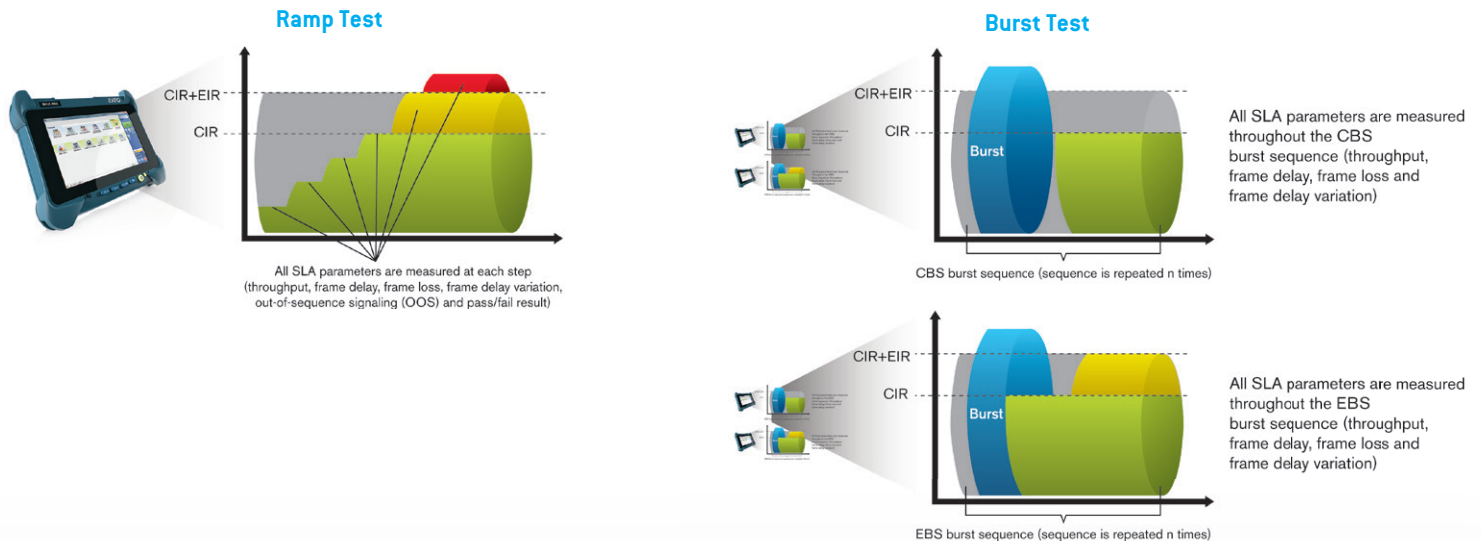 Ramp Test
CIR+EIR
CIR
All SLA parameters are measured at each step
(throughput, frame delay, frame loss, frame delay variation,
out-of-sequence signaling (OOS) and pass/fail result)
Burst Test
CIR+EIR
CIR
Burst
All SLA parameters are measured
throughout the CBS
burst sequence (throughput,
frame delay, frame loss and
frame delay variation)
CBS burst sequence (sequence is repeated n times)
CIR+EIR
CIR
Burst
All SLA parameters are measured
throughout the EBS
burst sequence (throughput,
frame delay, frame loss and
frame delay variation)
EBS burst sequence (sequence is repeated n times)